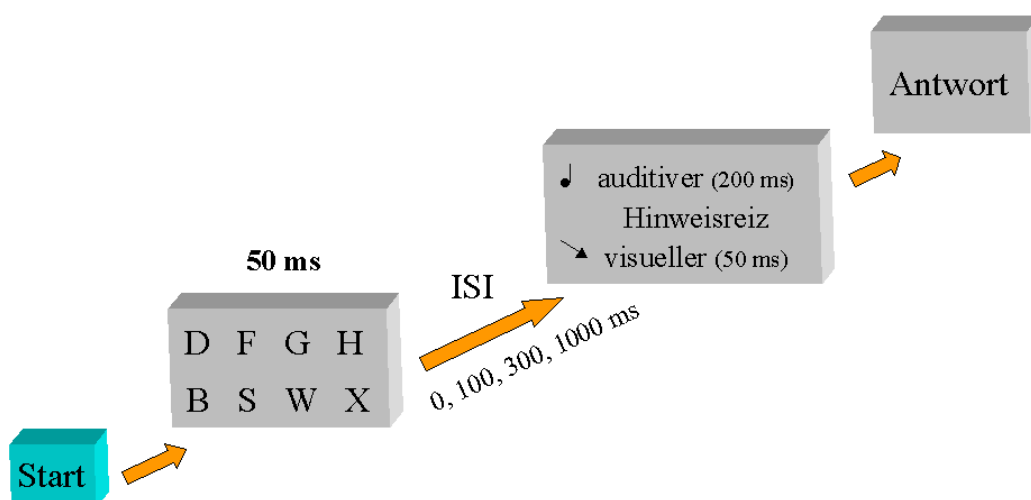 Start
50 ms
D F G H
B S W X
ISI
0, 100, 300, 1000 ms
auditiver (200 ms)
Hinweisreiz
visueller (50 ms)
Antwort